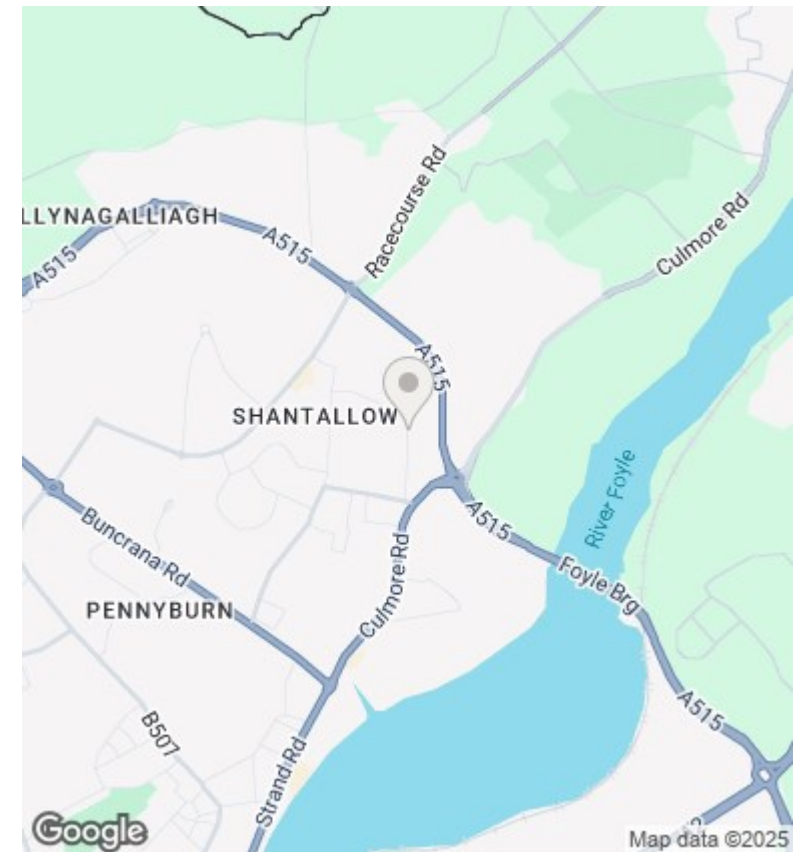 Racecourse Rd
LLYNAGALLIAGH
A515
A515
Culmore Rd
A515
SHANTALLOW
River Foyle
A515
Buncrana Rd
Foyle Brg
Culmore Rd
PENNYBURN
A515
B507
Strand Rd
Google
Map data ©2025